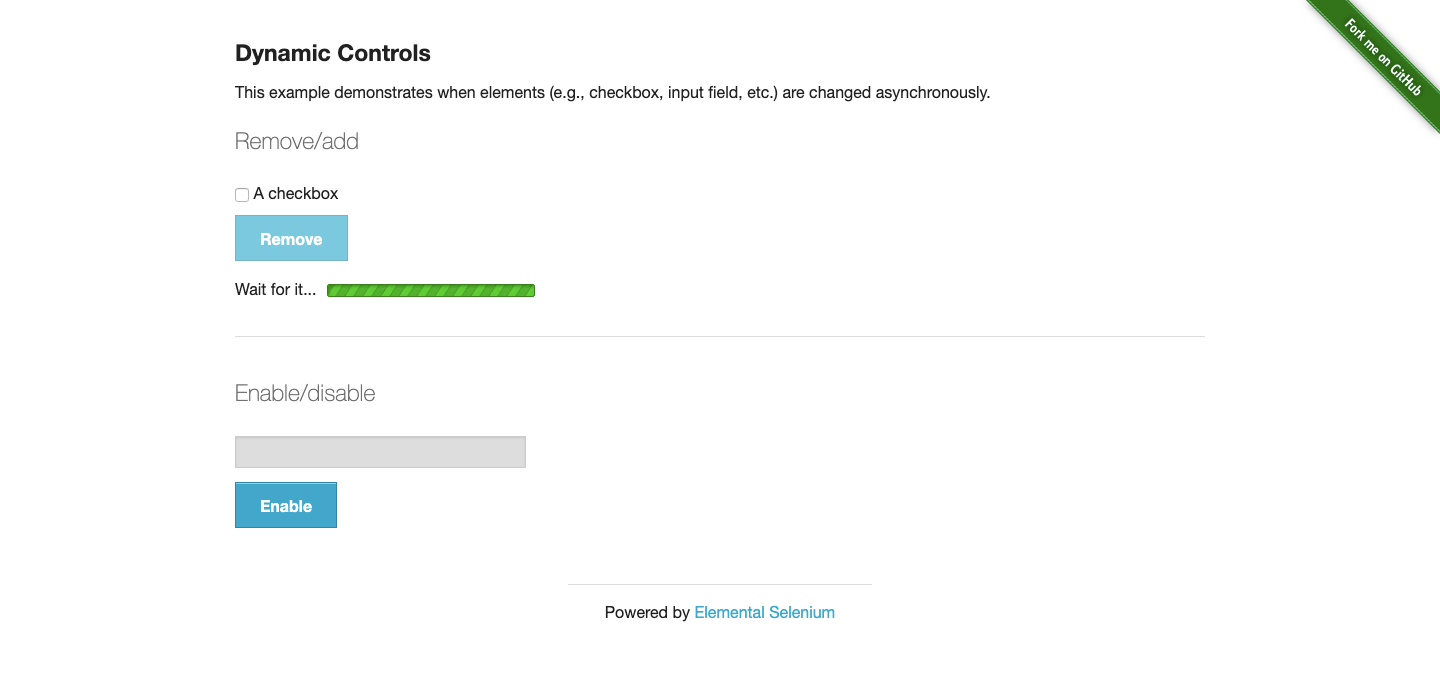 Fork me on GitHub
Dynamic Controls
This example demonstrates when elements (e.g., checkbox, input field, etc.) are changed asynchronously.
Remove/add
A checkbox
Remove
Wait for it...
Enable/disable
Enable
Powered by Elemental Selenium